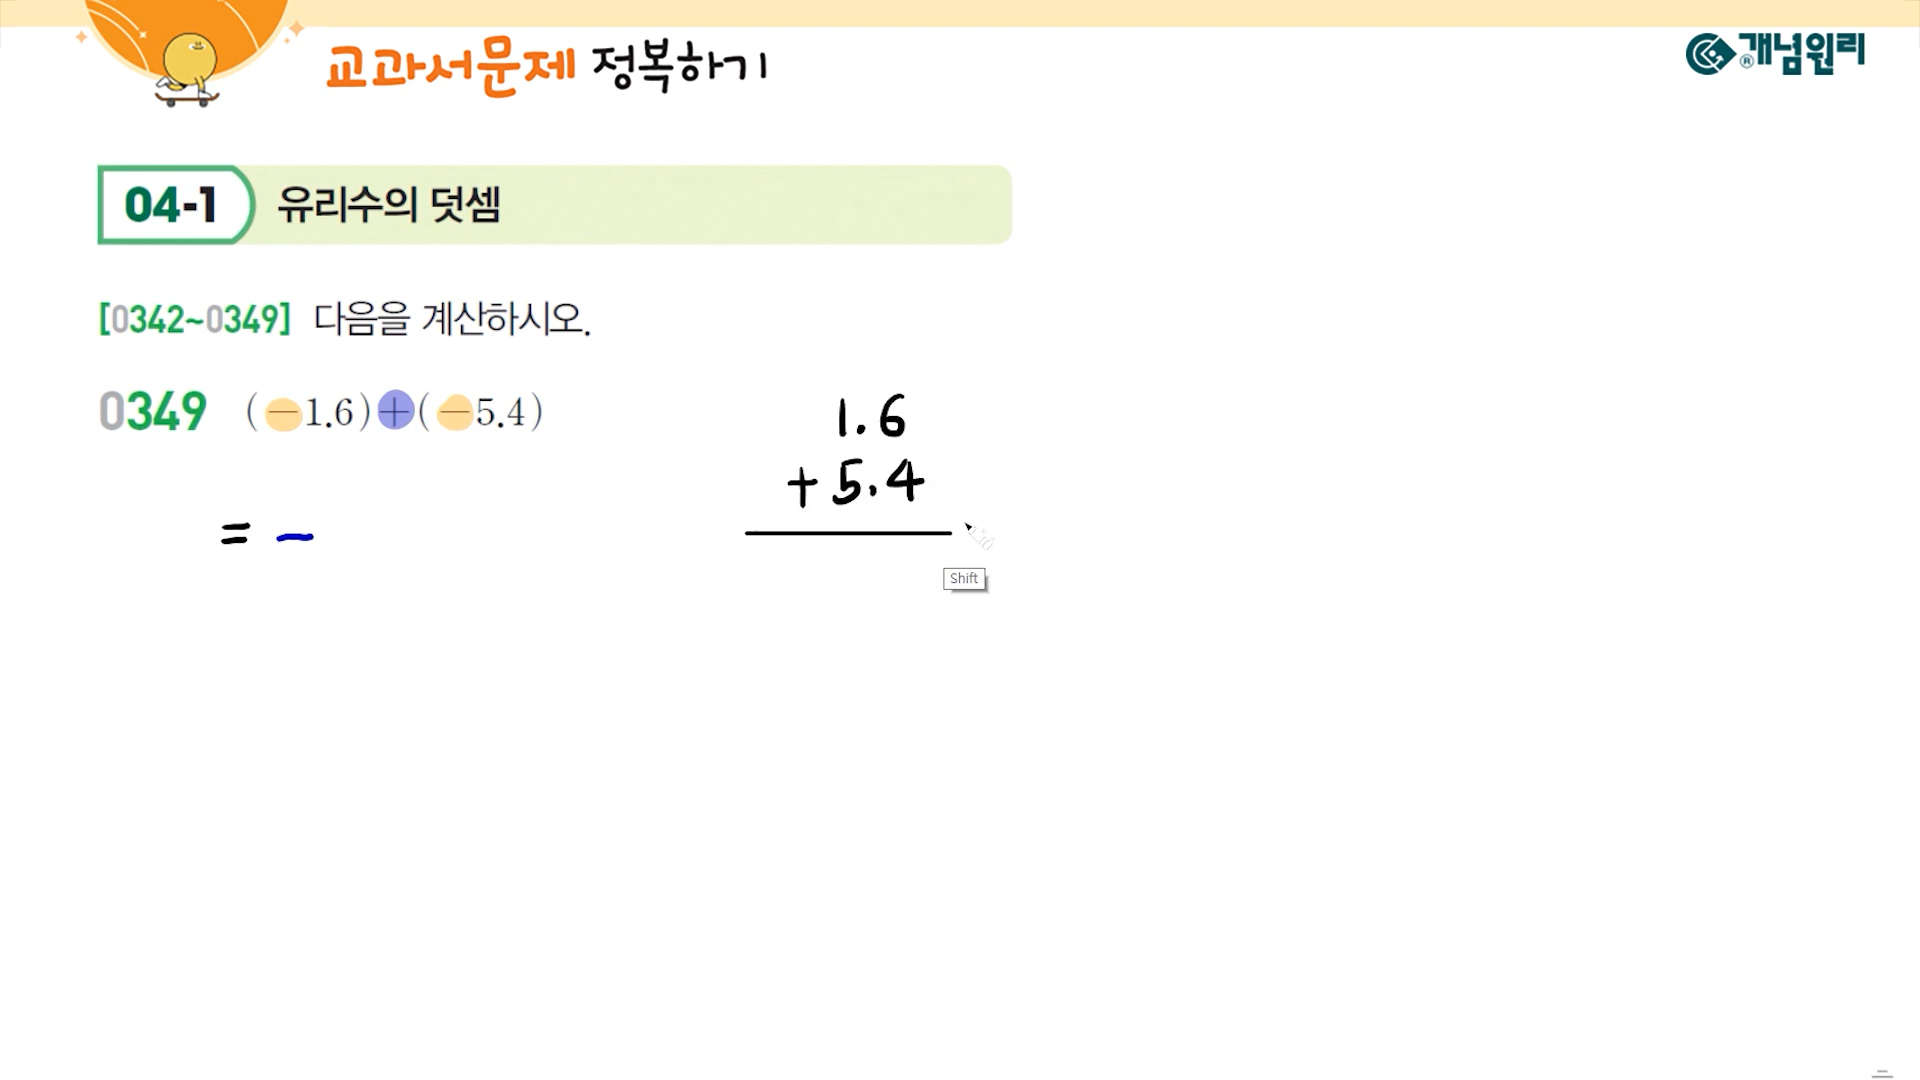 교과서문제 정복하기
개념원리
04-1 유리수의 덧셈
[0342~0349] 다음을 계산하시오.
0349 (-1.6)+(-5.4)
1.6
+ 5.4
= -
Shift